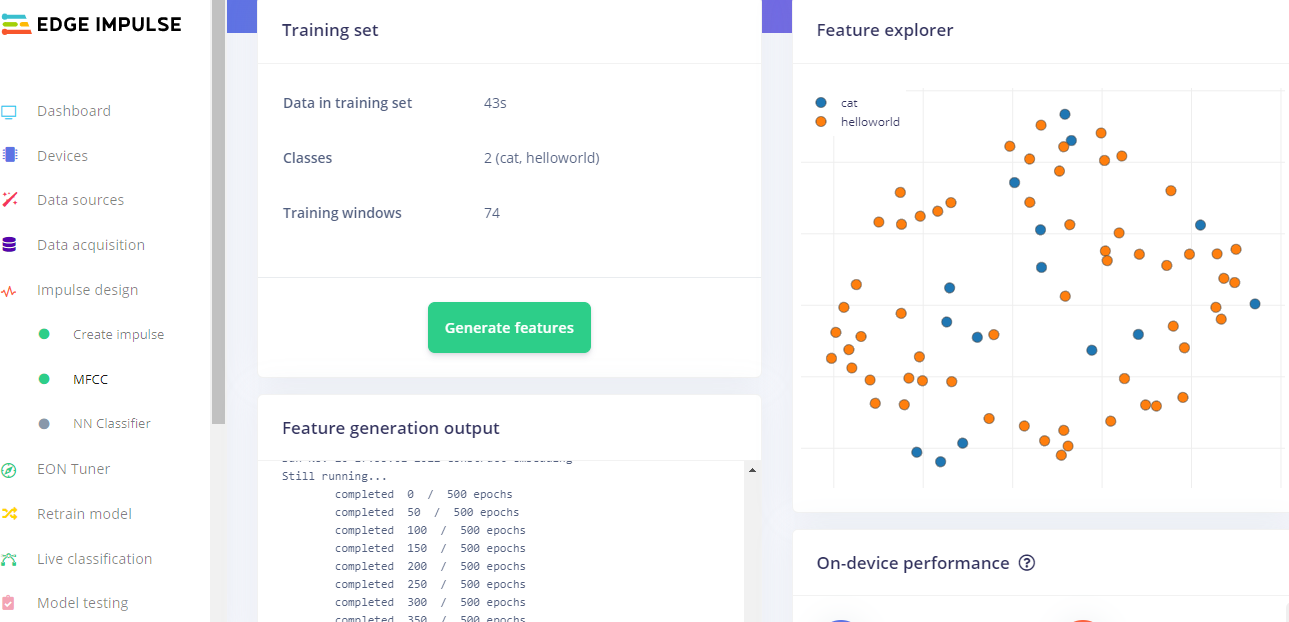 EDGE IMPULSE
Dashboard
Devices
Data sources
Data acquisition
Impulse design
Create impulse
MFCC
NN Classifier
EON Tuner
Retrain model
Live classification
Model testing
Training set
Data in training set 43s
Classes 2 (cat, helloworld)
Training windows 74
Generate features
Feature generation output
Still running...
completed 0 / 500 epochs
completed 50 / 500 epochs
completed 100 / 500 epochs
completed 150 / 500 epochs
completed 200 / 500 epochs
completed 250 / 500 epochs
completed 300 / 500 epochs
completed 350 / 500 epochs
Feature explorer
cat
helloworld
On-device performance ?